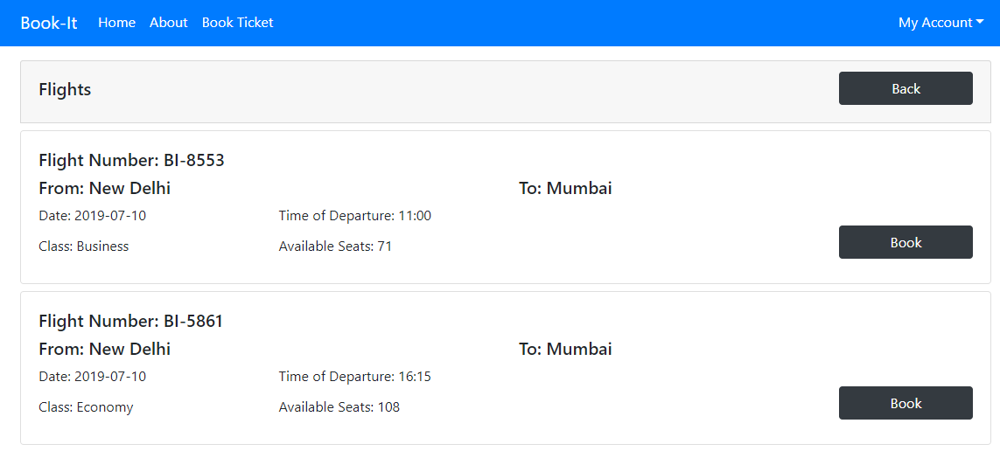 Book-It Home About Book Ticket My Account
Flights Back
Flight Number: BI-8553
From: New Delhi To: Mumbai
Date: 2019-07-10 Time of Departure: 11:00
Class: Business Available Seats: 71 Book
Flight Number: BI-5861
From: New Delhi To: Mumbai
Date: 2019-07-10 Time of Departure: 16:15
Class: Economy Available Seats: 108 Book